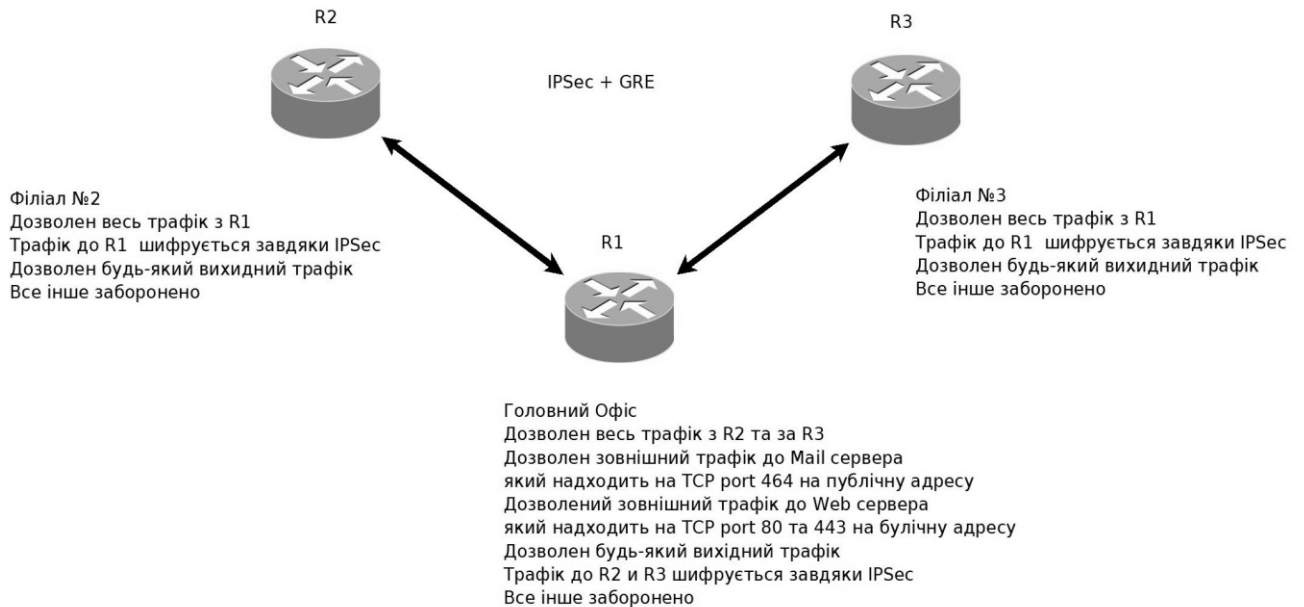 R2
R3
IPSec + GRE
Філіал №2
Дозволен весь трафік з R1
Трафік до R1 шифрується завдяки IPSec
Дозволен будь-який вихидний трафік
Все інше заборонено
Філіал №3
Дозволен весь трафік з R1
Трафік до R1 шифрується завдяки IPSec
Дозволен будь-який вихидний трафік
Все інше заборонено
R1
Головний Офіс
Дозволен весь трафік з R2 та за R3
Дозволен зовнішний трафік до Mail сервера
який надходить на TCP port 464 на публічну адресу
Дозволений зовнішний трафік до Web сервера
який надходить на TCP port 80 та 443 на булічну адресу
Дозволен будь-який вихідний трафік
Трафік до R2 и R3 шифрується завдяки IPSec
Все інше заборонено